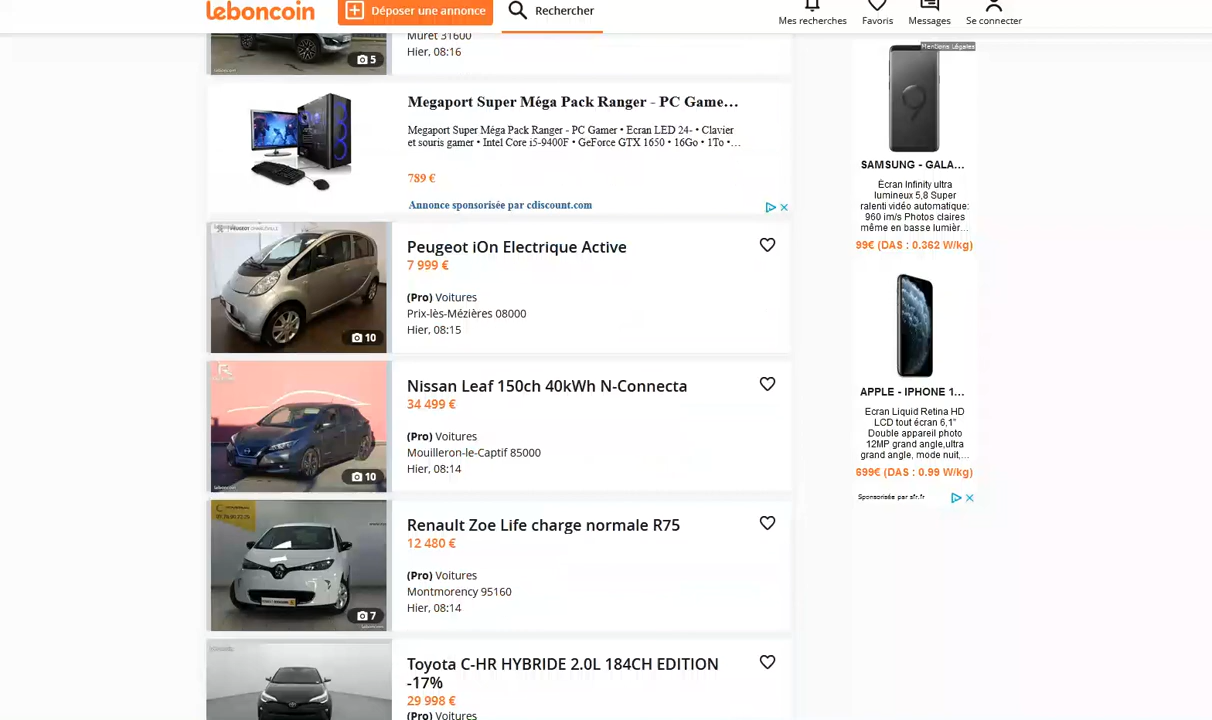 leboncoin
Déposer une annonce
Rechercher
Mes recherches
Favoris
Messages
Se connecter
Muret 31600
Hier, 08:16
5
Megaport Super Méga Pack Ranger - PC Game…
Megaport Super Méga Pack Ranger - PC Gamer • Ecran LED 24- • Clavier
et souris gamer • Intel Core i5-9400F • GeForce GTX 1650 • 16Go • 1To •…
789 €
Annonce sponsorisée par cdiscount.com
Peugeot iOn Electrique Active
7 999 €
(Pro) Voitures
Prix-lès-Mézières 08000
Hier, 08:15
10
Nissan Leaf 150ch 40kWh N-Connecta
34 499 €
(Pro) Voitures
Mouilleron-le-Captif 85000
Hier, 08:14
10
Renault Zoe Life charge normale R75
12 480 €
(Pro) Voitures
Montmorency 95160
Hier, 08:14
7
Toyota C-HR HYBRIDE 2.0L 184CH EDITION
-17%
29 998 €
(Pro) Voitures
Mentions Légales
SAMSUNG - GALA...
Écran Infinity ultra
lumineux 5,8 Super
ralenti vidéo automatique:
960 im/s Photos claires
même en basse lumièr...
99€ (DAS : 0.362 W/kg)
APPLE - IPHONE 1...
Ecran Liquid Retina HD
LCD tout écran 6,1"
Double appareil photo
12MP grand angle,ultra
grand angle, mode nuit,...
699€ (DAS : 0.99 W/kg)
Sponsorisée par sfr.fr